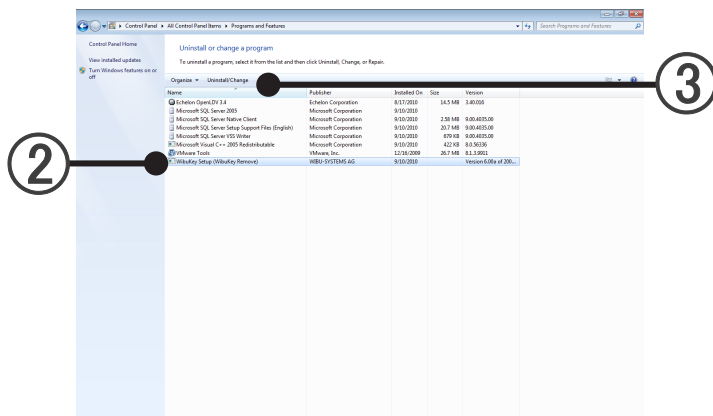 Control Panel ▸ All Control Panel Items ▸ Programs and Features
Search Programs and Features
Control Panel Home
View installed updates
Turn Windows features on or off
Uninstall or change a program
To uninstall a program, select it from the list and then click Uninstall, Change, or Repair.
Organize Uninstall/Change
3
Name Publisher Installed On Size Version
Echelon OpenLDV 3.4 Echelon Corporation 8/17/2010 14.5 MB 3.40.016
Microsoft SQL Server 2005 Microsoft Corporation 9/10/2010
Microsoft SQL Server Native Client Microsoft Corporation 9/10/2010 2.58 MB 9.00.4035.00
Microsoft SQL Server Setup Support Files (English) Microsoft Corporation 9/10/2010 20.7 MB 9.00.4035.00
Microsoft SQL Server VSS Writer Microsoft Corporation 9/10/2010 679 KB 9.00.4035.00
Microsoft Visual C++ 2005 Redistributable Microsoft Corporation 9/10/2010 422 KB 8.0.56336
VMware Tools VMware, Inc. 12/16/2009 26.7 MB 8.1.3.9911
2
WibuKey Setup (WibuKey Remove) WIBU-SYSTEMS AG 9/10/2010 Version 6.00a of 200...